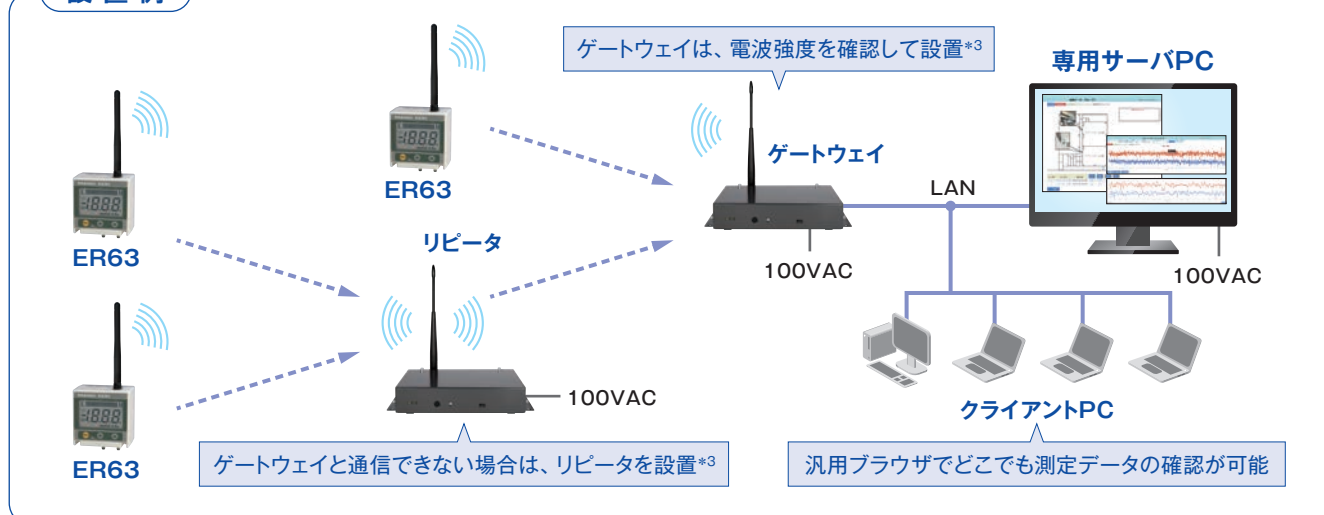 設置例
ゲートウェイは、電波強度を確認して設置*3
専用サーバPC
ER63
ER63
ゲートウェイ
LAN
リピータ
100VAC
100VAC
100VAC
ER63
クライアントPC
ゲートウェイと通信できない場合は、リピータを設置*3
汎用ブラウザでどこでも測定データの確認が可能